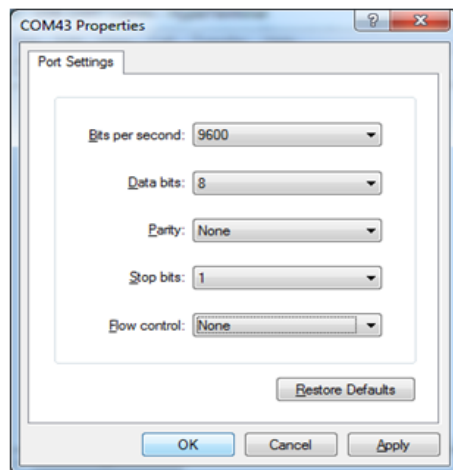 COM43 Properties
Port Settings
Bits per second: 9600
Data bits: 8
Parity: None
Stop bits: 1
Flow control: None
Restore Defaults
OK Cancel Apply